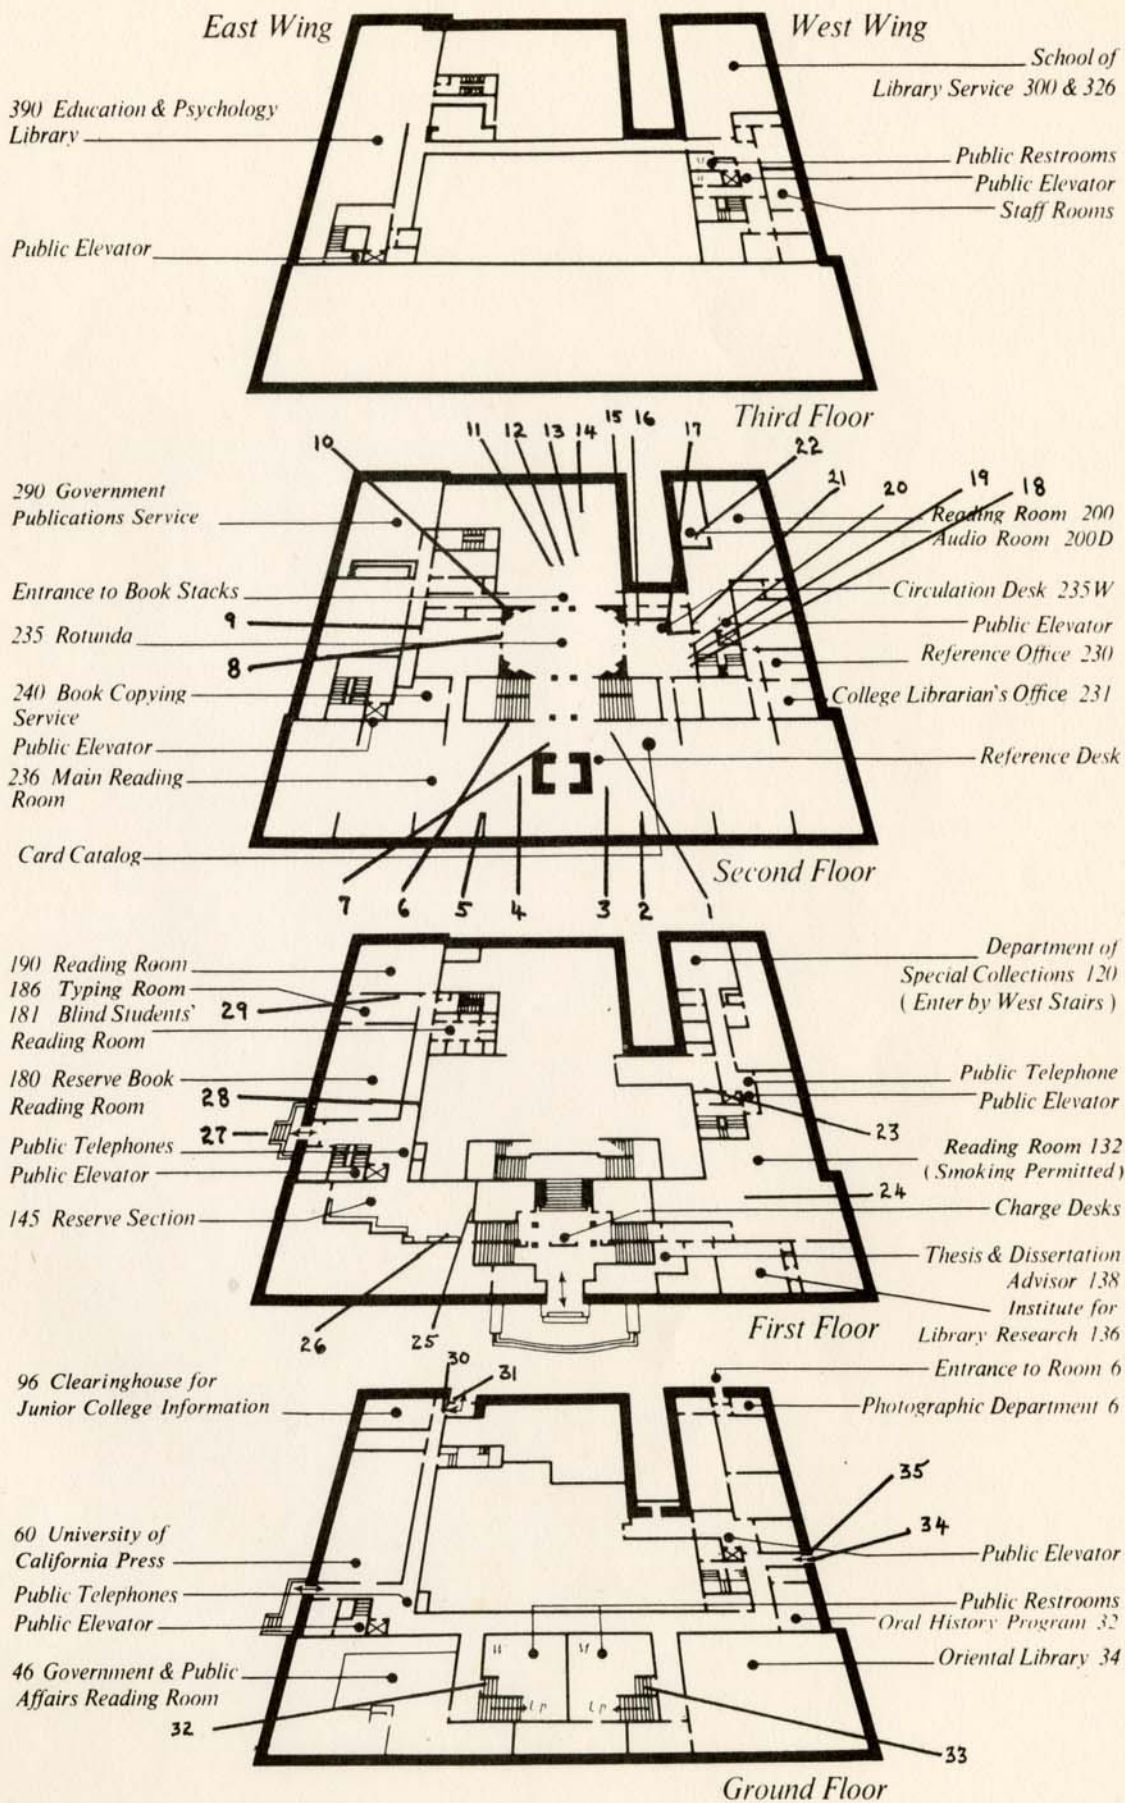 East Wing
West Wing
School of
Library Service 300 & 326
390 Education & Psychology
Library
Public Restrooms
Public Elevator
Staff Rooms
Public Elevator
Third Floor
10
11
12
13
14
15
16
17
22
21
20
19
18
290 Government
Publications Service
Reading Room 200
Audio Room 200D
Entrance to Book Stacks
Circulation Desk 235W
9
235 Rotunda
Public Elevator
8
Reference Office 230
240 Book Copying
Service
College Librarian's Office 231
Public Elevator
Reference Desk
236 Main Reading
Room
Card Catalog
Second Floor
7
6
5
4
3
2
1
190 Reading Room
186 Typing Room
181 Blind Students'
Reading Room
29
Department of
Special Collections 120
( Enter by West Stairs )
180 Reserve Book
Reading Room
28
Public Telephone
Public Elevator
27
23
Public Telephones
Public Elevator
Reading Room 132
( Smoking Permitted )
24
145 Reserve Section
Charge Desks
Thesis & Dissertation
Advisor 138
Institute for
Library Research 136
26
25
First Floor
30
31
96 Clearinghouse for
Junior College Information
Entrance to Room 6
Photographic Department 6
35
34
60 University of
California Press
Public Elevator
Public Telephones
Public Elevator
Public Restrooms
Oral History Program 32
46 Government & Public
Affairs Reading Room
Oriental Library 34
W
M
Up
Up
32
33
Ground Floor